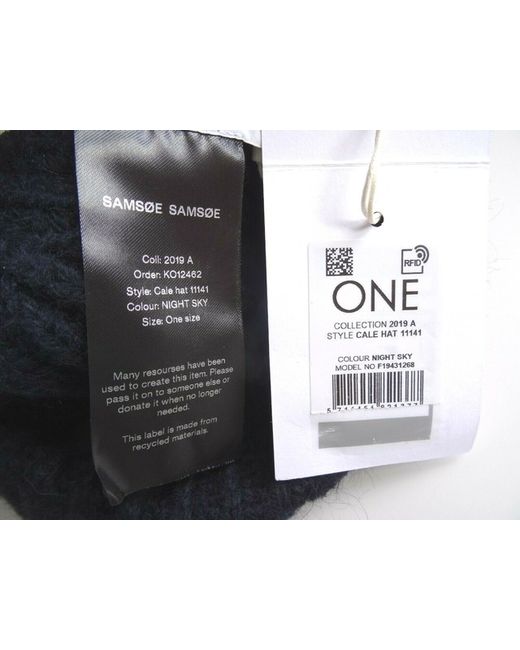 SAMSØE SAMSØE
Coll: 2019 A
Order: KO12462
Style: Cale hat 11141
Colour: NIGHT SKY
Size: One size
Many resourses have been
used to create this item. Please
pass it on to someone else or
donate it when no longer
needed.
This label is made from
recycled materials.
RFID
ONE
COLLECTION 2019 A
STYLE CALE HAT 11141
COLOUR NIGHT SKY
MODEL NO F19431268